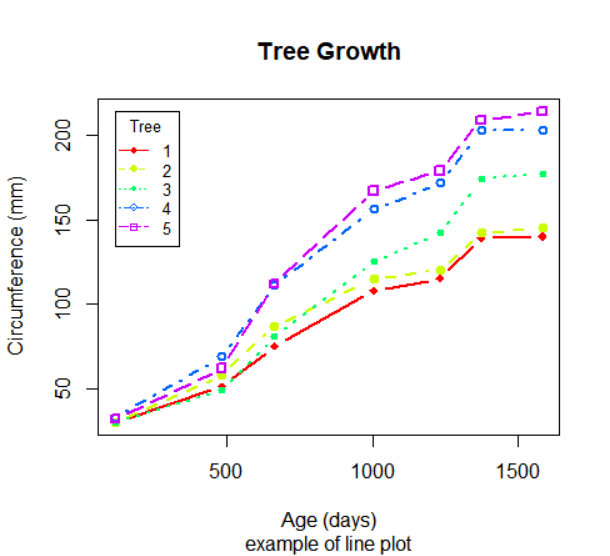 Tree Growth
Circumference (mm)
200
150
100
50
Tree
1
2
3
4
5
500 1000 1500
Age (days)
example of line plot